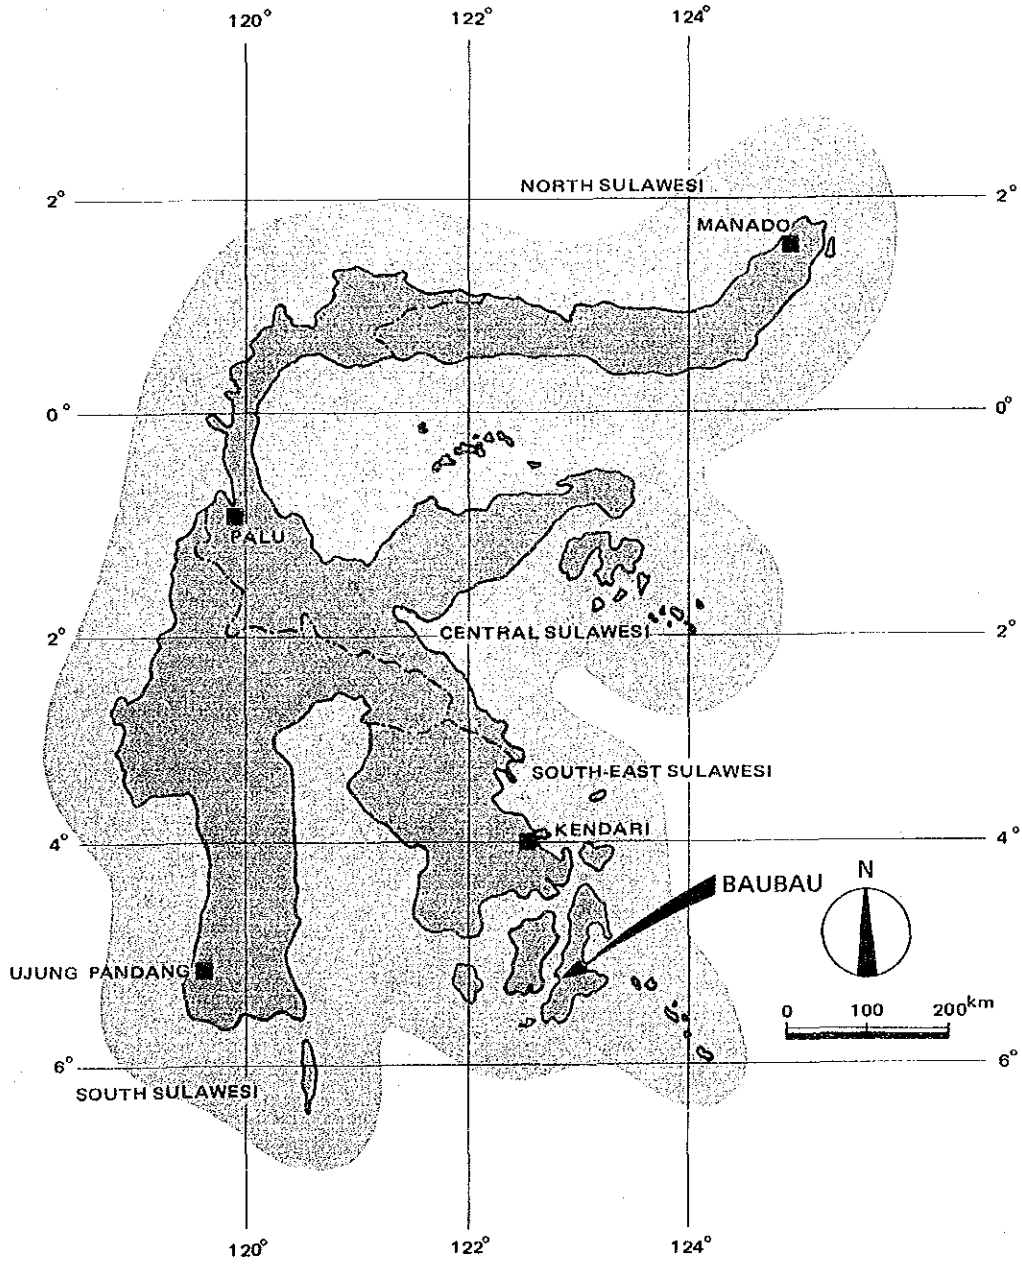 120° 122° 124°
2° NORTH SULAWESI 2°
MANADO
0° 0°
PALU
2° CENTRAL SULAWESI 2°
SOUTH-EAST SULAWESI
KENDARI
4° 4°
N
BAUBAU
UJUNG PANDANG
0 100 200km
6° 6°
SOUTH SULAWESI
120° 122° 124°